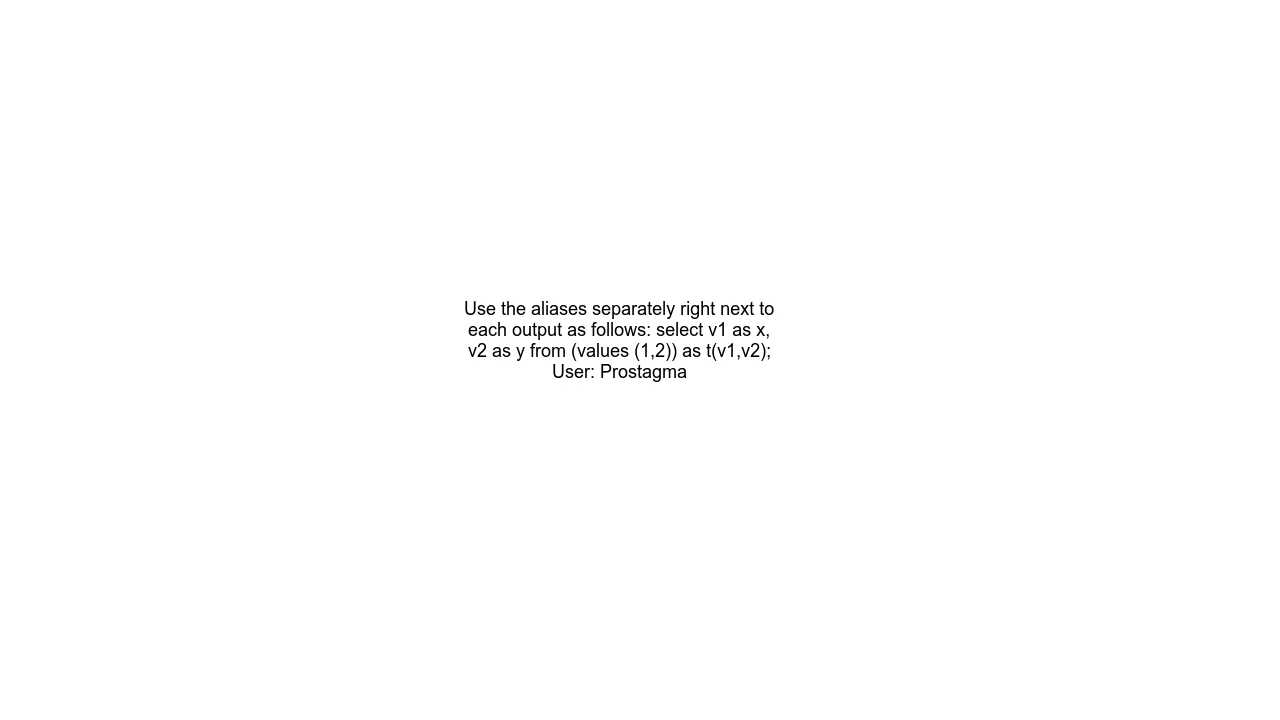 Use the aliases separately right next to
each output as follows: select v1 as x,
v2 as y from (values (1,2)) as t(v1,v2);
User: Prostagma